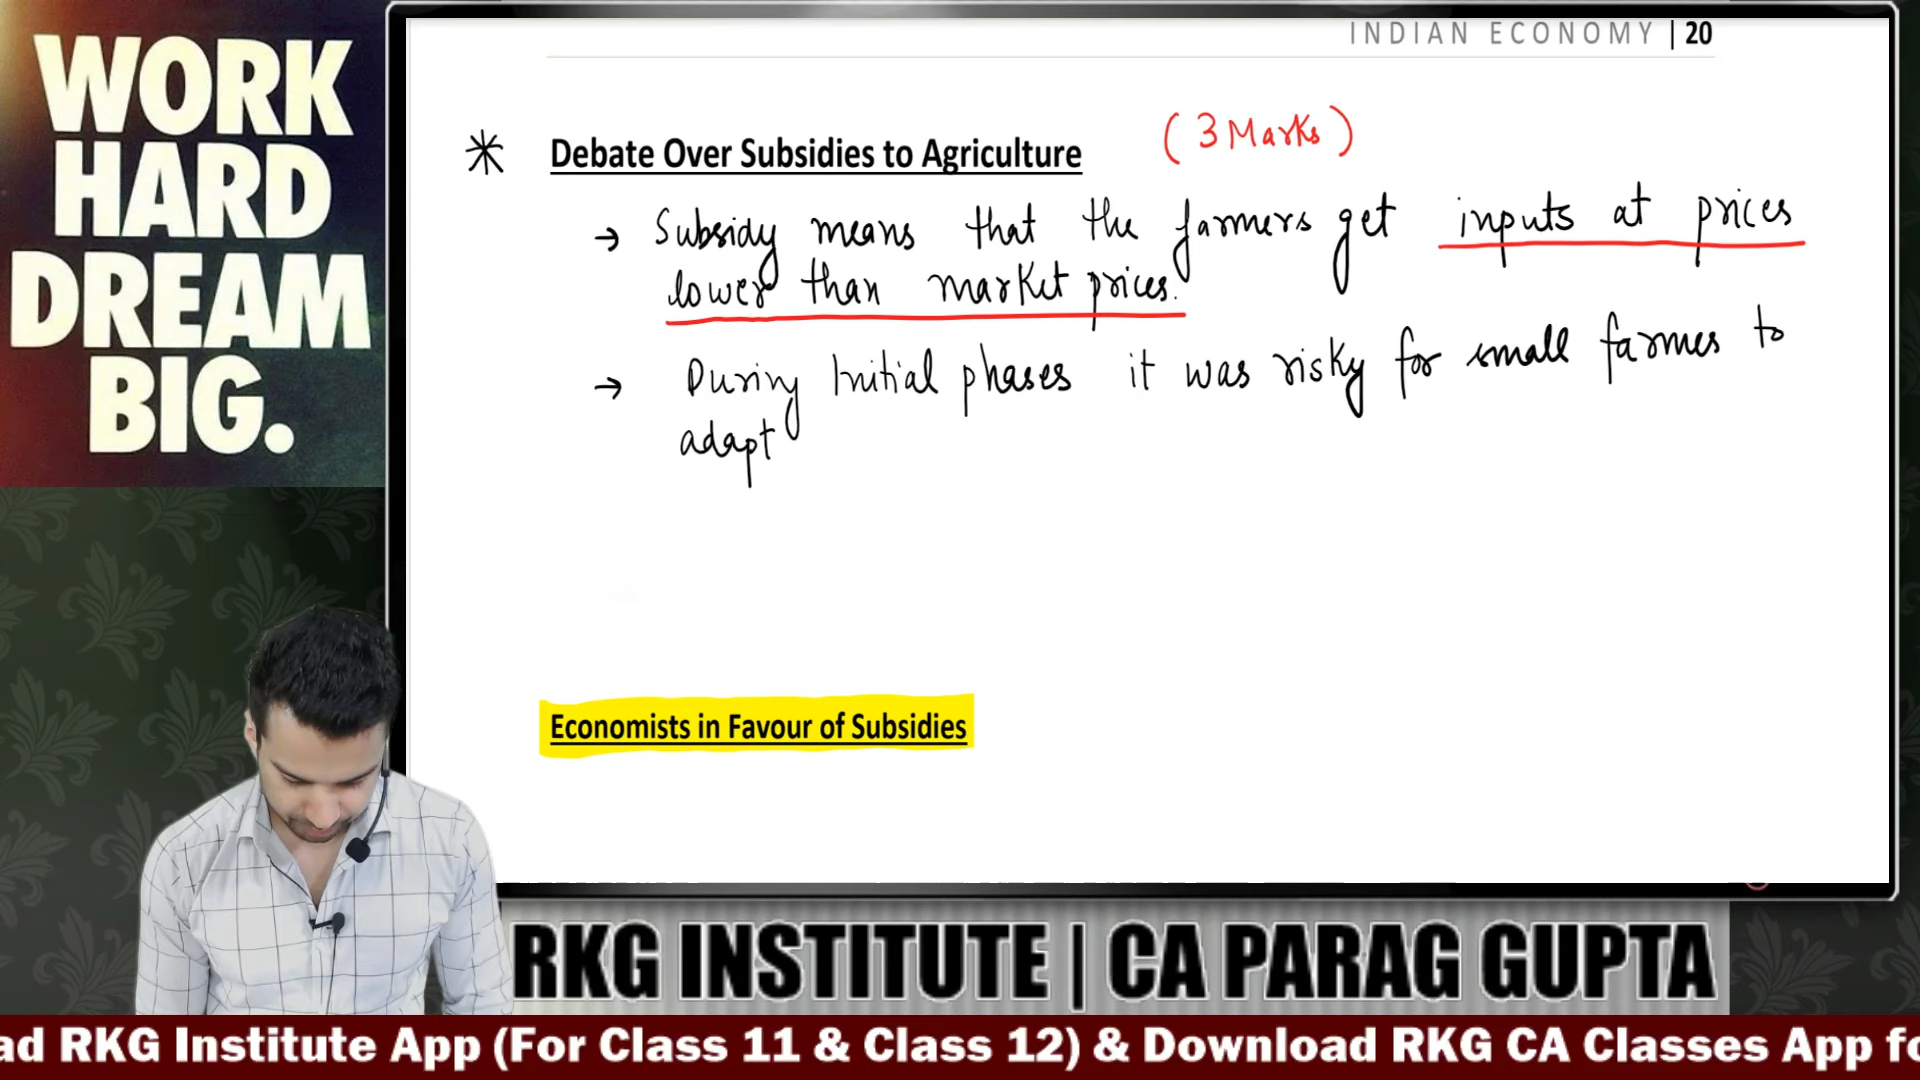 WORK
HARD
DREAM
BIG.
INDIAN ECONOMY | 20
Debate Over Subsidies to Agriculture (3 Marks)
→ Subsidy means that the farmers get inputs at prices
lower than market prices.
→ During Initial phases it was risky for small farmes to
adapt
Economists in Favour of Subsidies
RKG INSTITUTE | CA PARAG GUPTA
ad RKG Institute App (For Class 11 & Class 12) & Download RKG CA Classes App fo